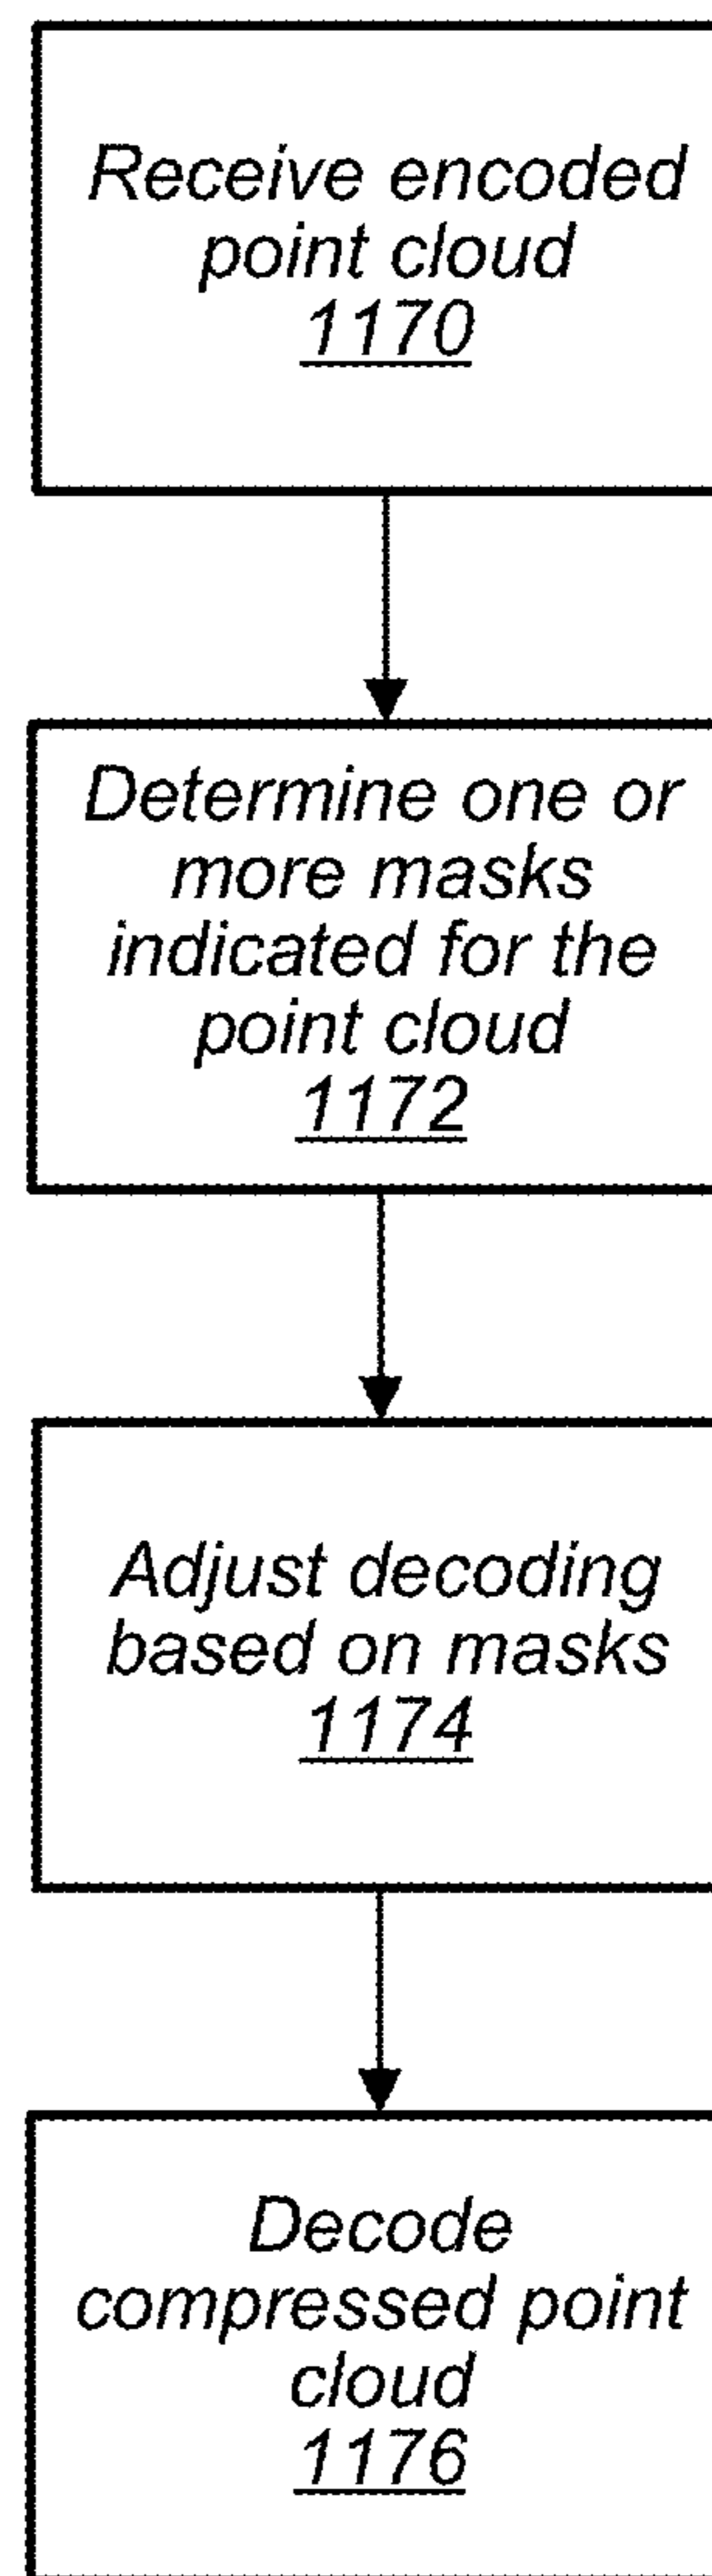 Receive encoded
point cloud
1170
Determine one or
more masks
indicated for the
point cloud
1172
Adjust decoding
based on masks
1174
Decode
compressed point
cloud
1176